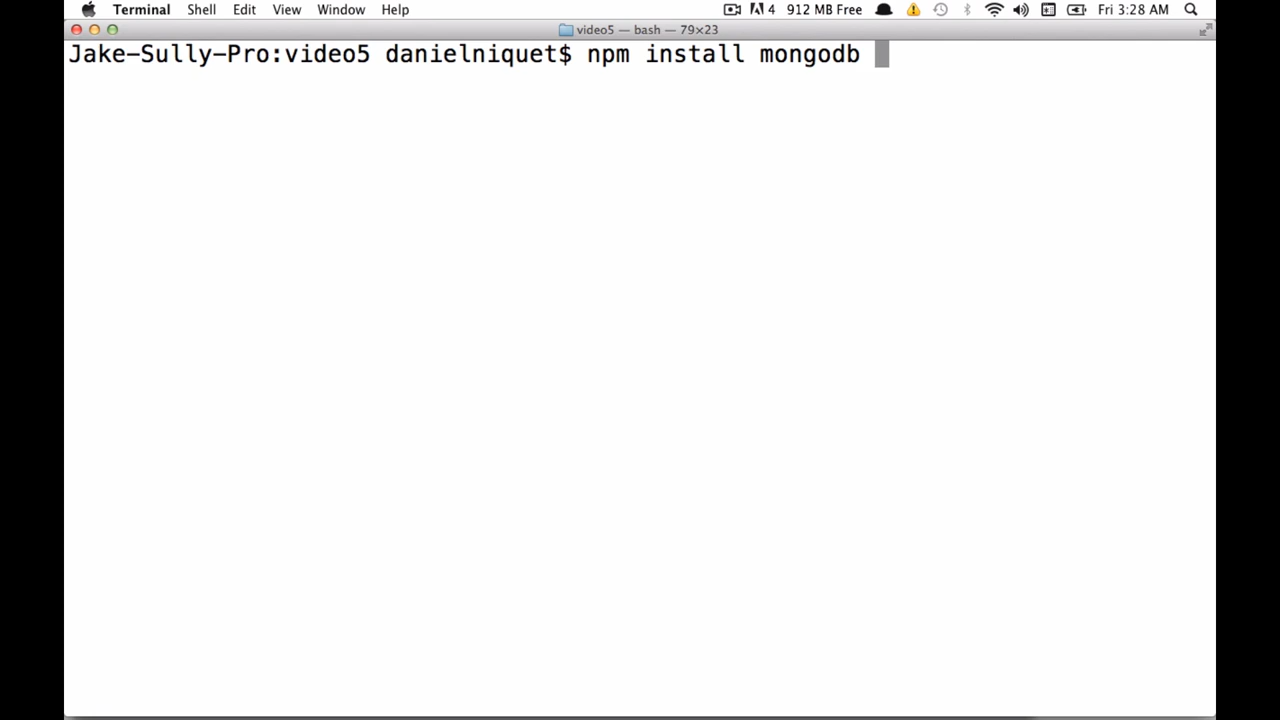 Terminal Shell Edit View Window Help 4 912 MB Free Fri 3:28 AM
video5 — bash — 79×23
Jake-Sully-Pro:video5 danielniquet$ npm install mongodb